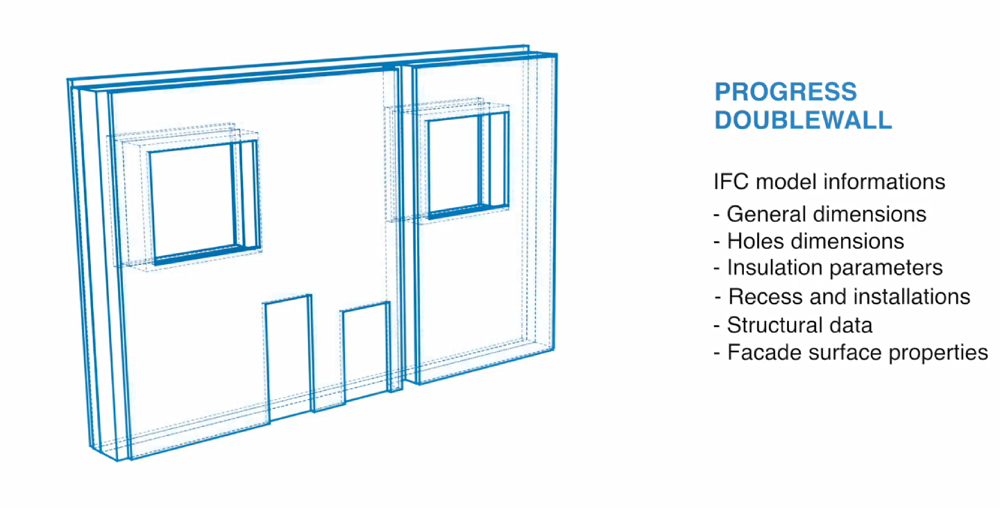 PROGRESS
DOUBLEWALL
IFC model informations
- General dimensions
- Holes dimensions
- Insulation parameters
- Recess and installations
- Structural data
- Facade surface properties